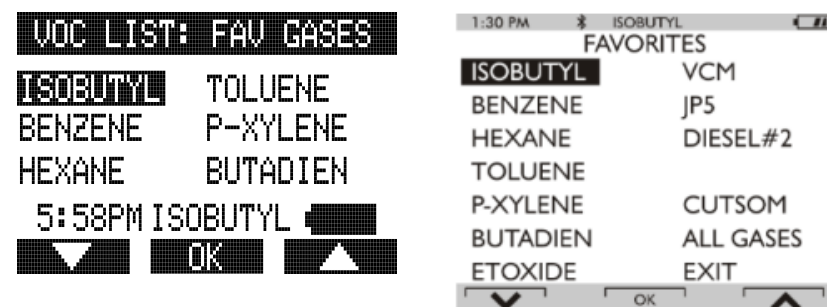 VOC LIST: FAV GASES
ISOBUTYL TOLUENE
BENZENE P-XYLENE
HEXANE BUTADIEN
5:58PM ISOBUTYL
OK
1:30 PM ISOBUTYL
FAVORITES
ISOBUTYL VCM
BENZENE JP5
HEXANE DIESEL#2
TOLUENE
P-XYLENE CUTSOM
BUTADIEN ALL GASES
ETOXIDE EXIT
OK